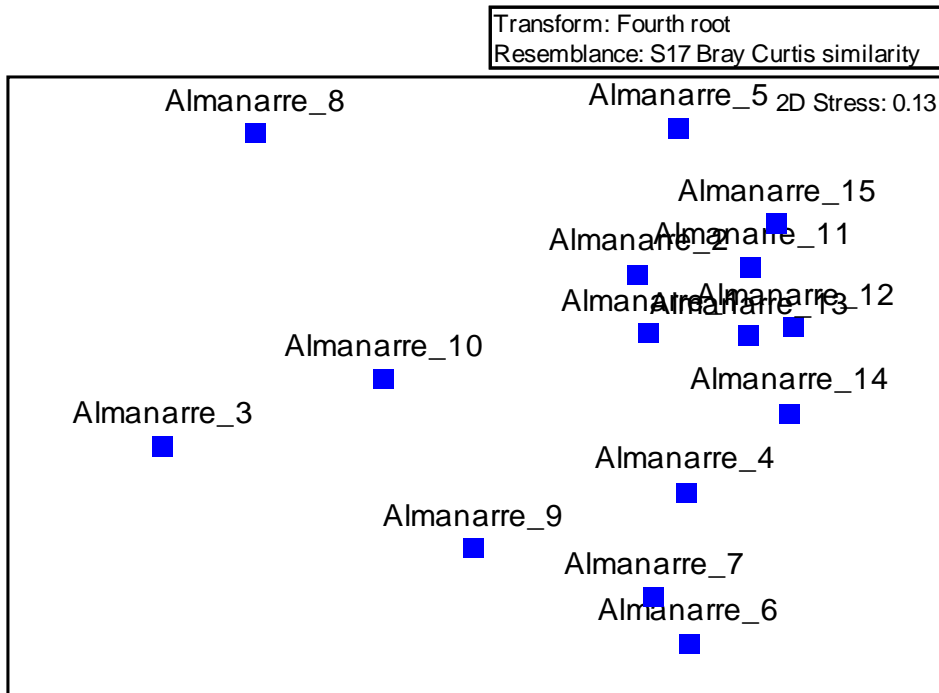 Transform: Fourth root
Resemblance: S17 Bray Curtis similarity
2D Stress: 0.13
Almanarre_8
Almanarre_5
Almanarre_15
Almanarre_2
Almanarre_11
Almanarre_12
Almanarre_1
Almanarre_13
Almanarre_10
Almanarre_14
Almanarre_3
Almanarre_4
Almanarre_9
Almanarre_7
Almanarre_6